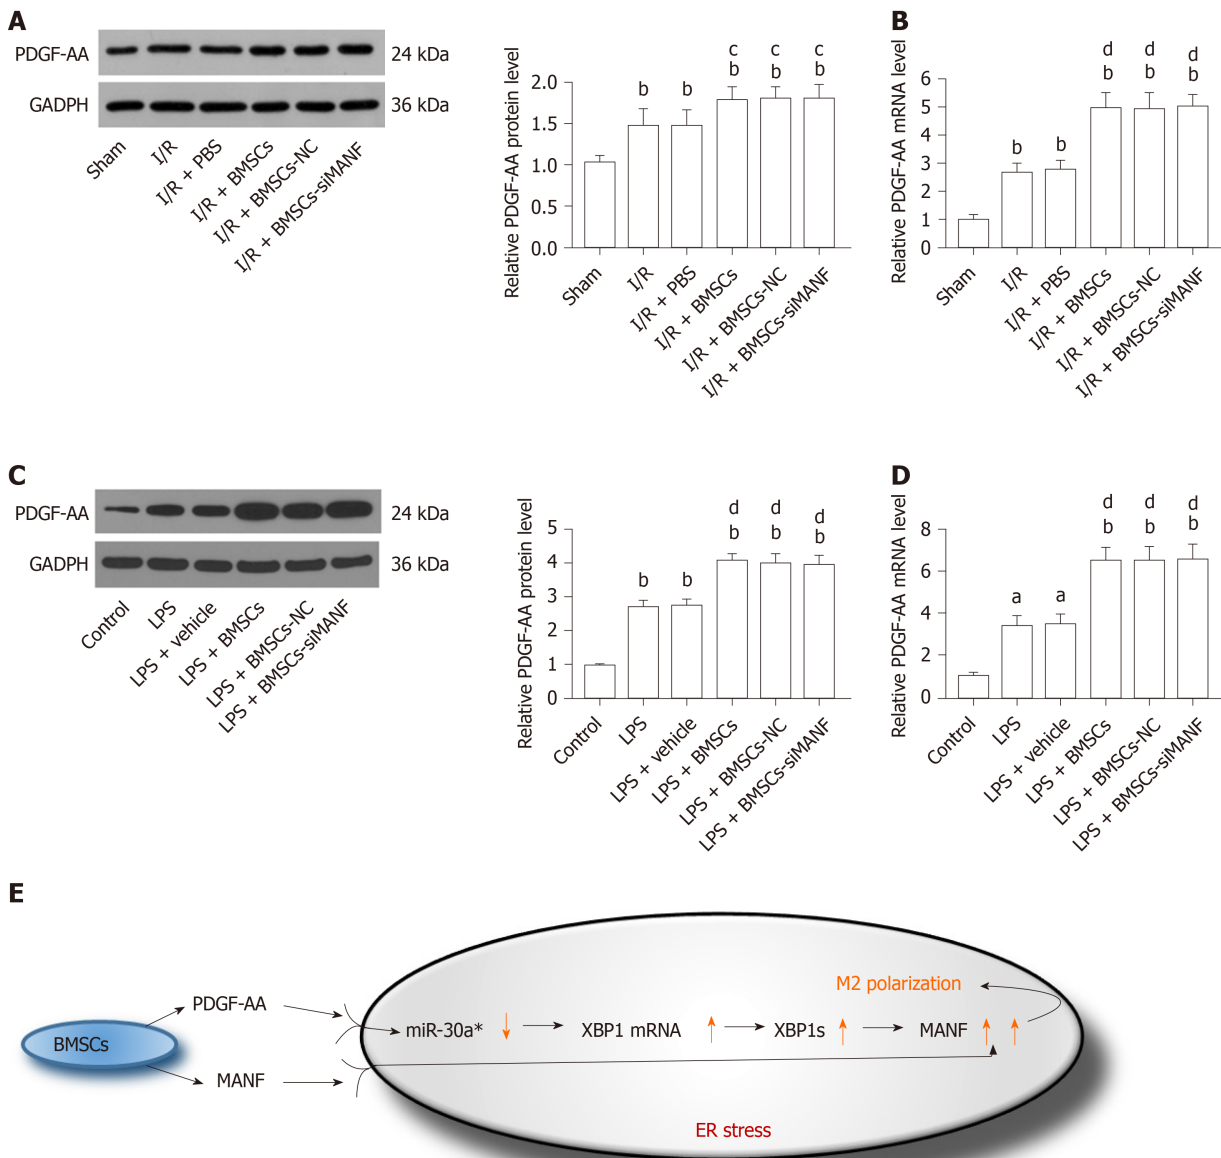 A
PDGF-AA
24 kDa
GADPH
36 kDa
Sham
I/R
I/R + PBS
I/R + BMSCs
I/R + BMSCs-NC
I/R + BMSCs-siMANF
Relative PDGF-AA protein level
2.0
1.5
1.0
0.5
0.0
b
b
c
b
c
b
c
b
Sham
I/R
I/R + PBS
I/R + BMSCs
I/R + BMSCs-NC
I/R + BMSCs-siMANF
B
Relative PDGF-AA mRNA level
6
5
4
3
2
1
0
b
b
d
b
d
b
d
b
Sham
I/R
I/R + PBS
I/R + BMSCs
I/R + BMSCs-NC
I/R + BMSCs-siMANF
C
PDGF-AA
24 kDa
GADPH
36 kDa
Control
LPS
LPS + vehicle
LPS + BMSCs
LPS + BMSCs-NC
LPS + BMSCs-siMANF
Relative PDGF-AA protein level
5
4
3
2
1
0
b
b
d
b
d
b
d
b
Control
LPS
LPS + vehicle
LPS + BMSCs
LPS + BMSCs-NC
LPS + BMSCs-siMANF
D
Relative PDGF-AA mRNA level
8
6
4
2
0
a
a
d
b
d
b
d
b
Control
LPS
LPS + vehicle
LPS + BMSCs
LPS + BMSCs-NC
LPS + BMSCs-siMANF
E
M2 polarization
PDGF-AA
BMSCs
miR-30a*
XBP1 mRNA
XBP1s
MANF
MANF
ER stress